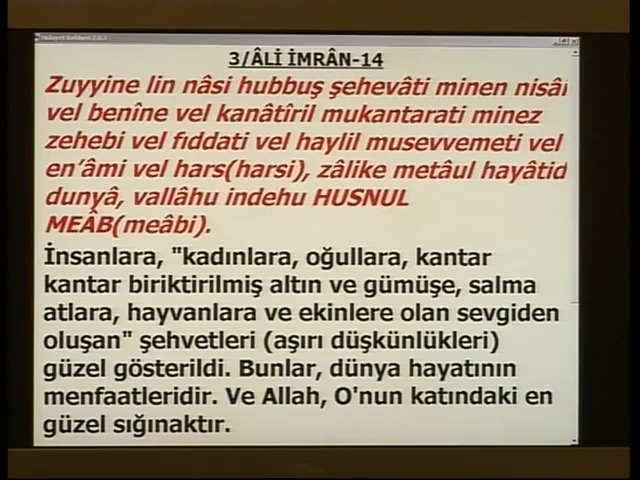 3/ÂLİ İMRÂN-14
Zuyyine lin nâsi hubbuş şehevâti minen nisâi
vel benîne vel kanâtîril mukantarati minez
zehebi vel fıddati vel haylil musevvemeti vel
en'âmi vel hars(harsi), zâlike metâul hayâtid
dunyâ, vallâhu indehu HUSNUL
MEÂB(meâbi).
İnsanlara, "kadınlara, oğullara, kantar
kantar biriktirilmiş altın ve gümüşe, salma
atlara, hayvanlara ve ekinlere olan sevgiden
oluşan" şehvetleri (aşırı düşkünlükleri)
güzel gösterildi. Bunlar, dünya hayatının
menfaatleridir. Ve Allah, O'nun katındaki en
güzel sığınaktır.